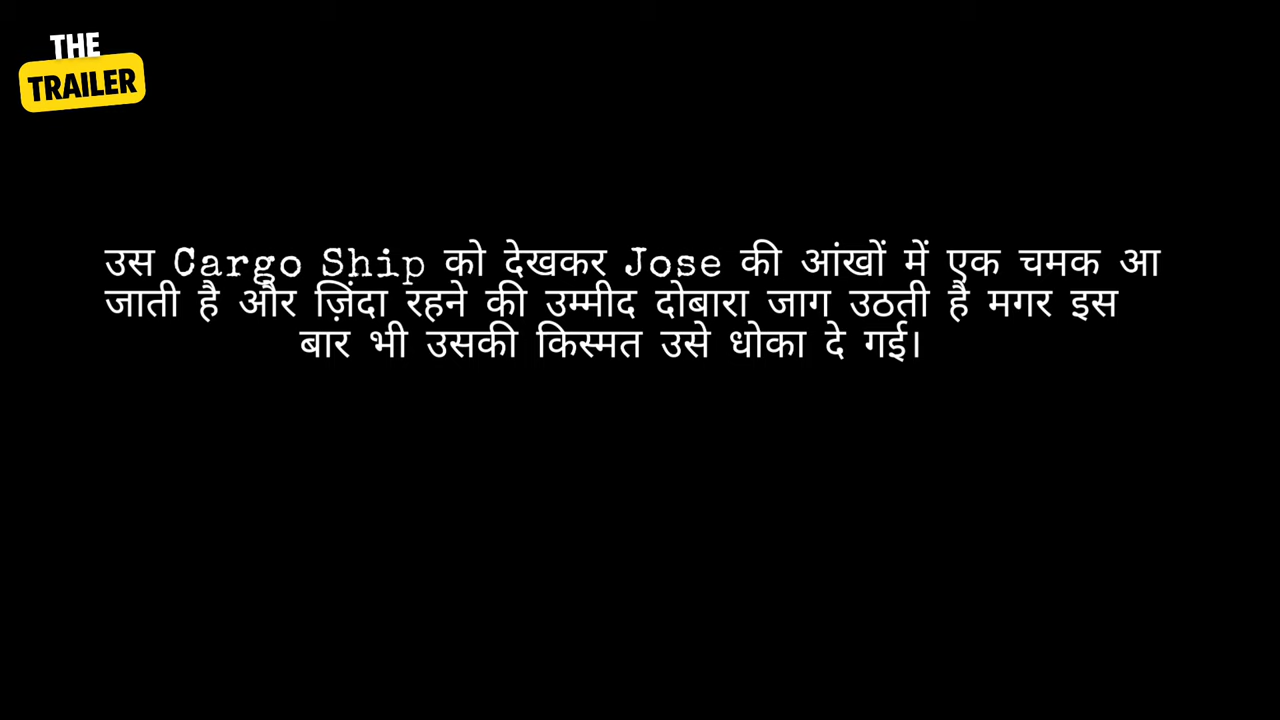 THE
TRAILER
उस Cargo Ship को देखकर Jose की आंखों में एक चमक आ
जाती है और ज़िंदा रहने की उम्मीद दोबारा जाग उठती है मगर इस
बार भी उसकी किस्मत उसे धोका दे गई।